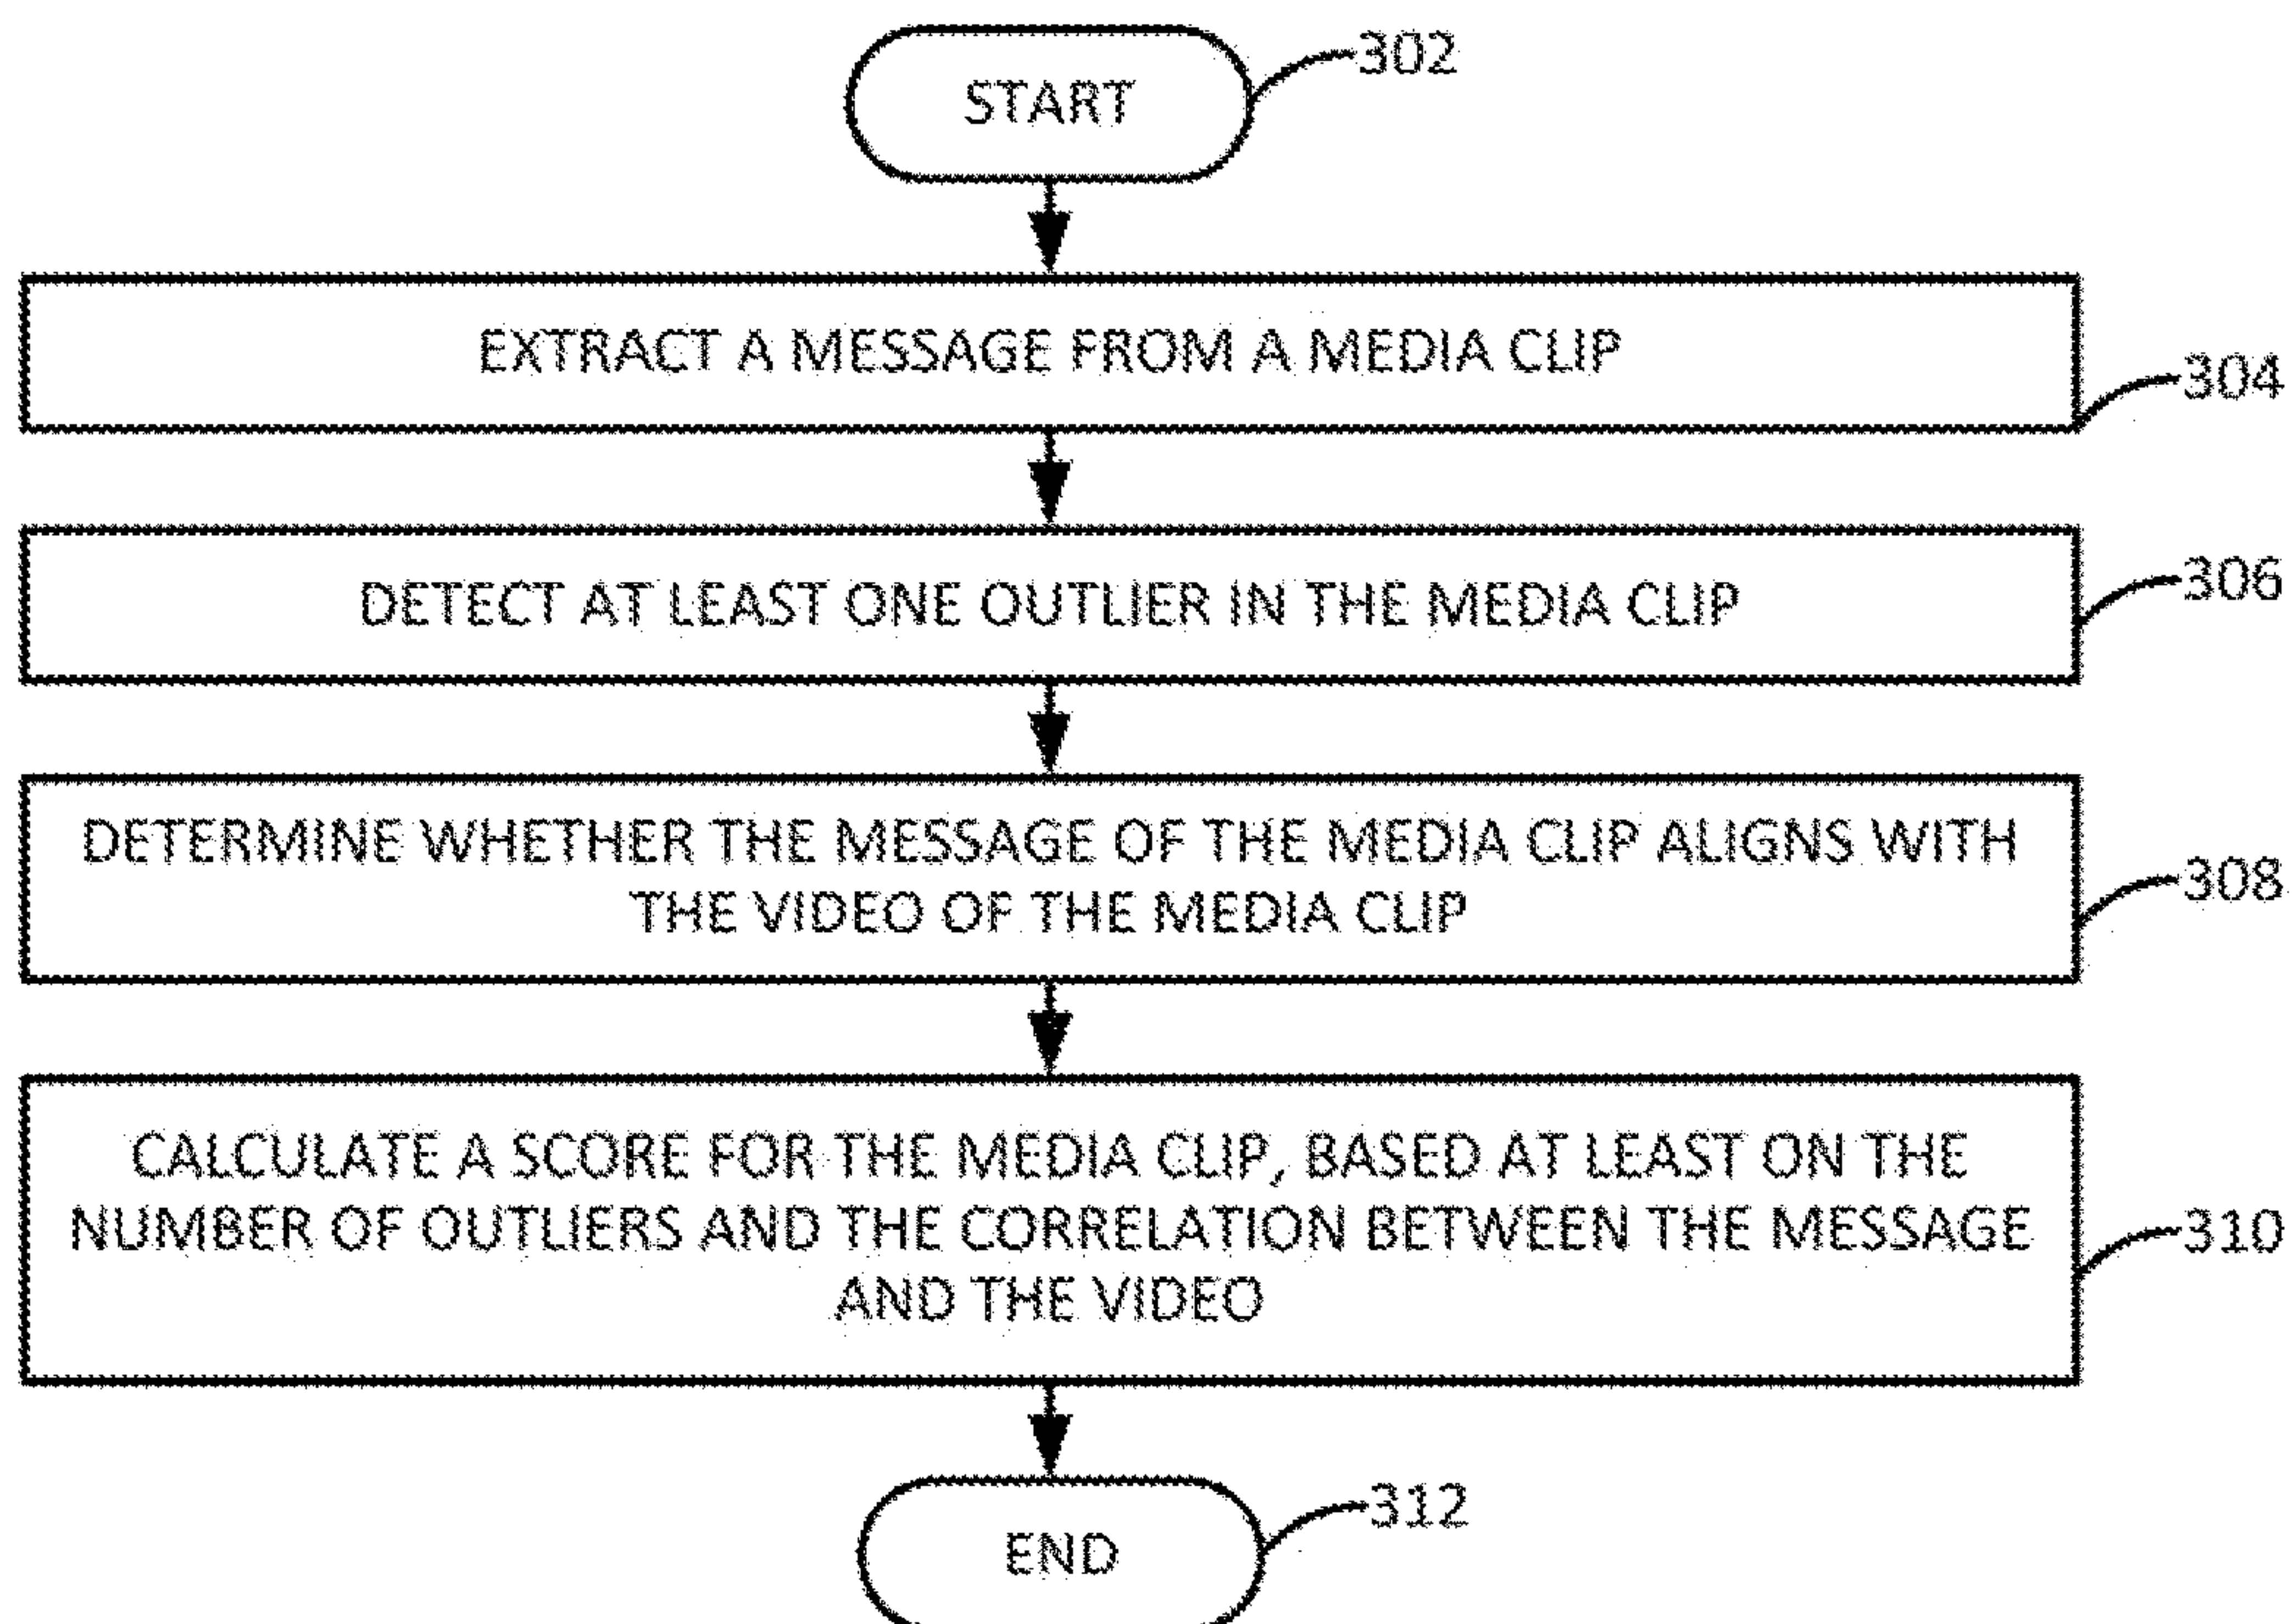 START
302
EXTRACT A MESSAGE FROM A MEDIA CLIP
304
DETECT AT LEAST ONE OUTLIER IN THE MEDIA CLIP
306
DETERMINE WHETHER THE MESSAGE OF THE MEDIA CLIP ALIGNS WITH
THE VIDEO OF THE MEDIA CLIP
308
CALCULATE A SCORE FOR THE MEDIA CLIP, BASED AT LEAST ON THE
NUMBER OF OUTLIERS AND THE CORRELATION BETWEEN THE MESSAGE
AND THE VIDEO
310
END
312